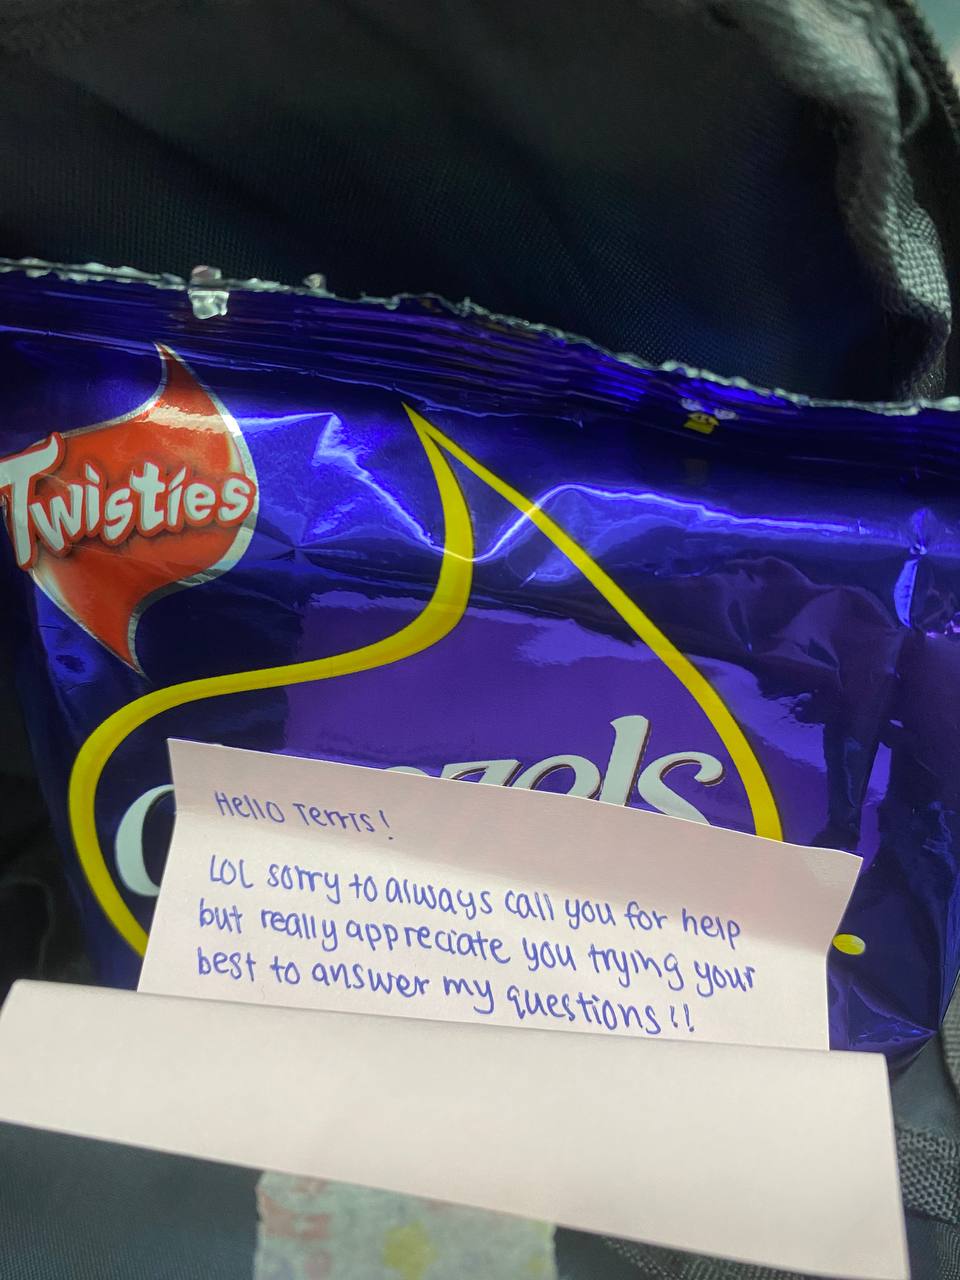 Twisties
Hello Terris!
LOL sorry to always call you for help
but really appreciate you trying your
best to answer my questions!!